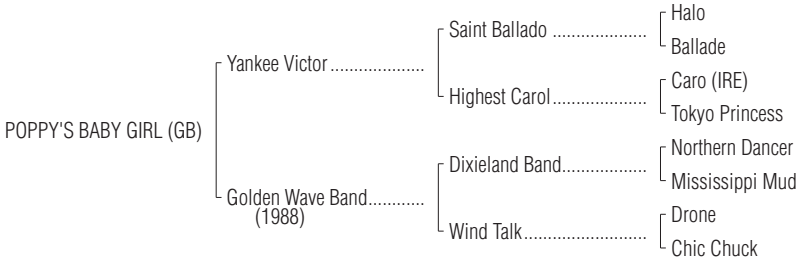 Halo
Saint Ballado ....................
Ballade
Yankee Victor ....................
Caro (IRE)
Highest Carol....................
Tokyo Princess
POPPY'S BABY GIRL (GB)
Northern Dancer
Dixieland Band..................
Mississippi Mud
Golden Wave Band............
(1988)
Drone
Wind Talk..........................
Chic Chuck